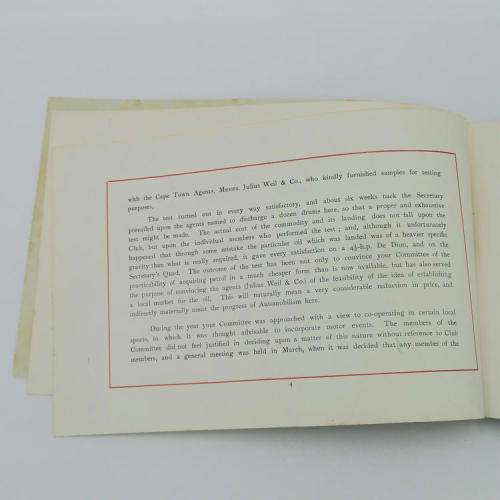 with the Cape Town Agents, Messrs. Julius Weil & Co., who kindly furnished samples for testing
purposes.
The test turned out in every way satisfactory, and about six weeks back the Secretary
prevailed upon the agents named to discharge a dozen drums here, so that a proper and exhaustive
test might be made. The actual cost of the commodity and its landing does not fall upon the
Club, but upon the individual members who performed the test; and, although it unfortunately
happened that through some mistake the particular oil which was landed was of a heavier specific
gravity than what is really required, it gave every satisfaction on a 4½-h.p. De Dion, and on the
Secretary's Quad. The outcome of the test has been not only to convince your Committee of the
practicability of acquiring petrol in a much cheaper form than is now available, but has also served
the purpose of convincing the agents (Julius Weil & Co.) of the feasibility of the idea of establishing
a local market for the oil. This will naturally mean a very considerable reduction in price, and
indirectly materially assist the progress of Automobilism here.
During the year your Committee was approached with a view to co-operating in certain local
sports, in which it was thought advisable to incorporate motor events. The members of the
Committee did not feel justified in deciding upon a matter of this nature without reference to Club
members, and a general meeting was held in March, when it was decided that any member of the
4